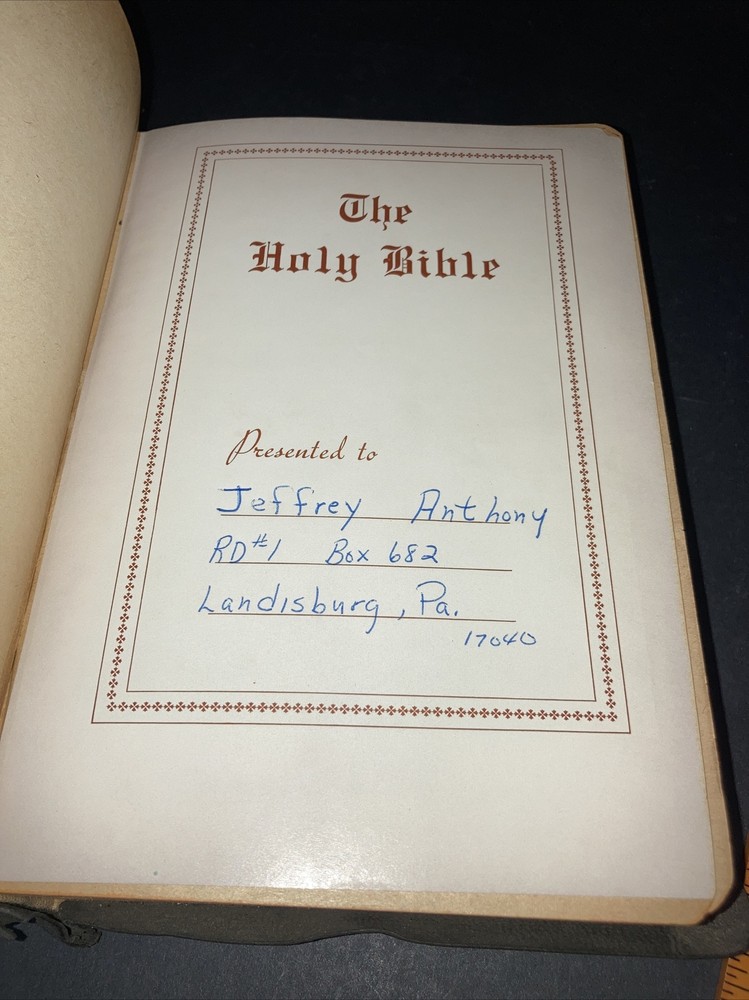 The
Holy Bible
Presented to
Jeffrey Anthony
RD#1 Box 682
Landisburg, Pa.
17040